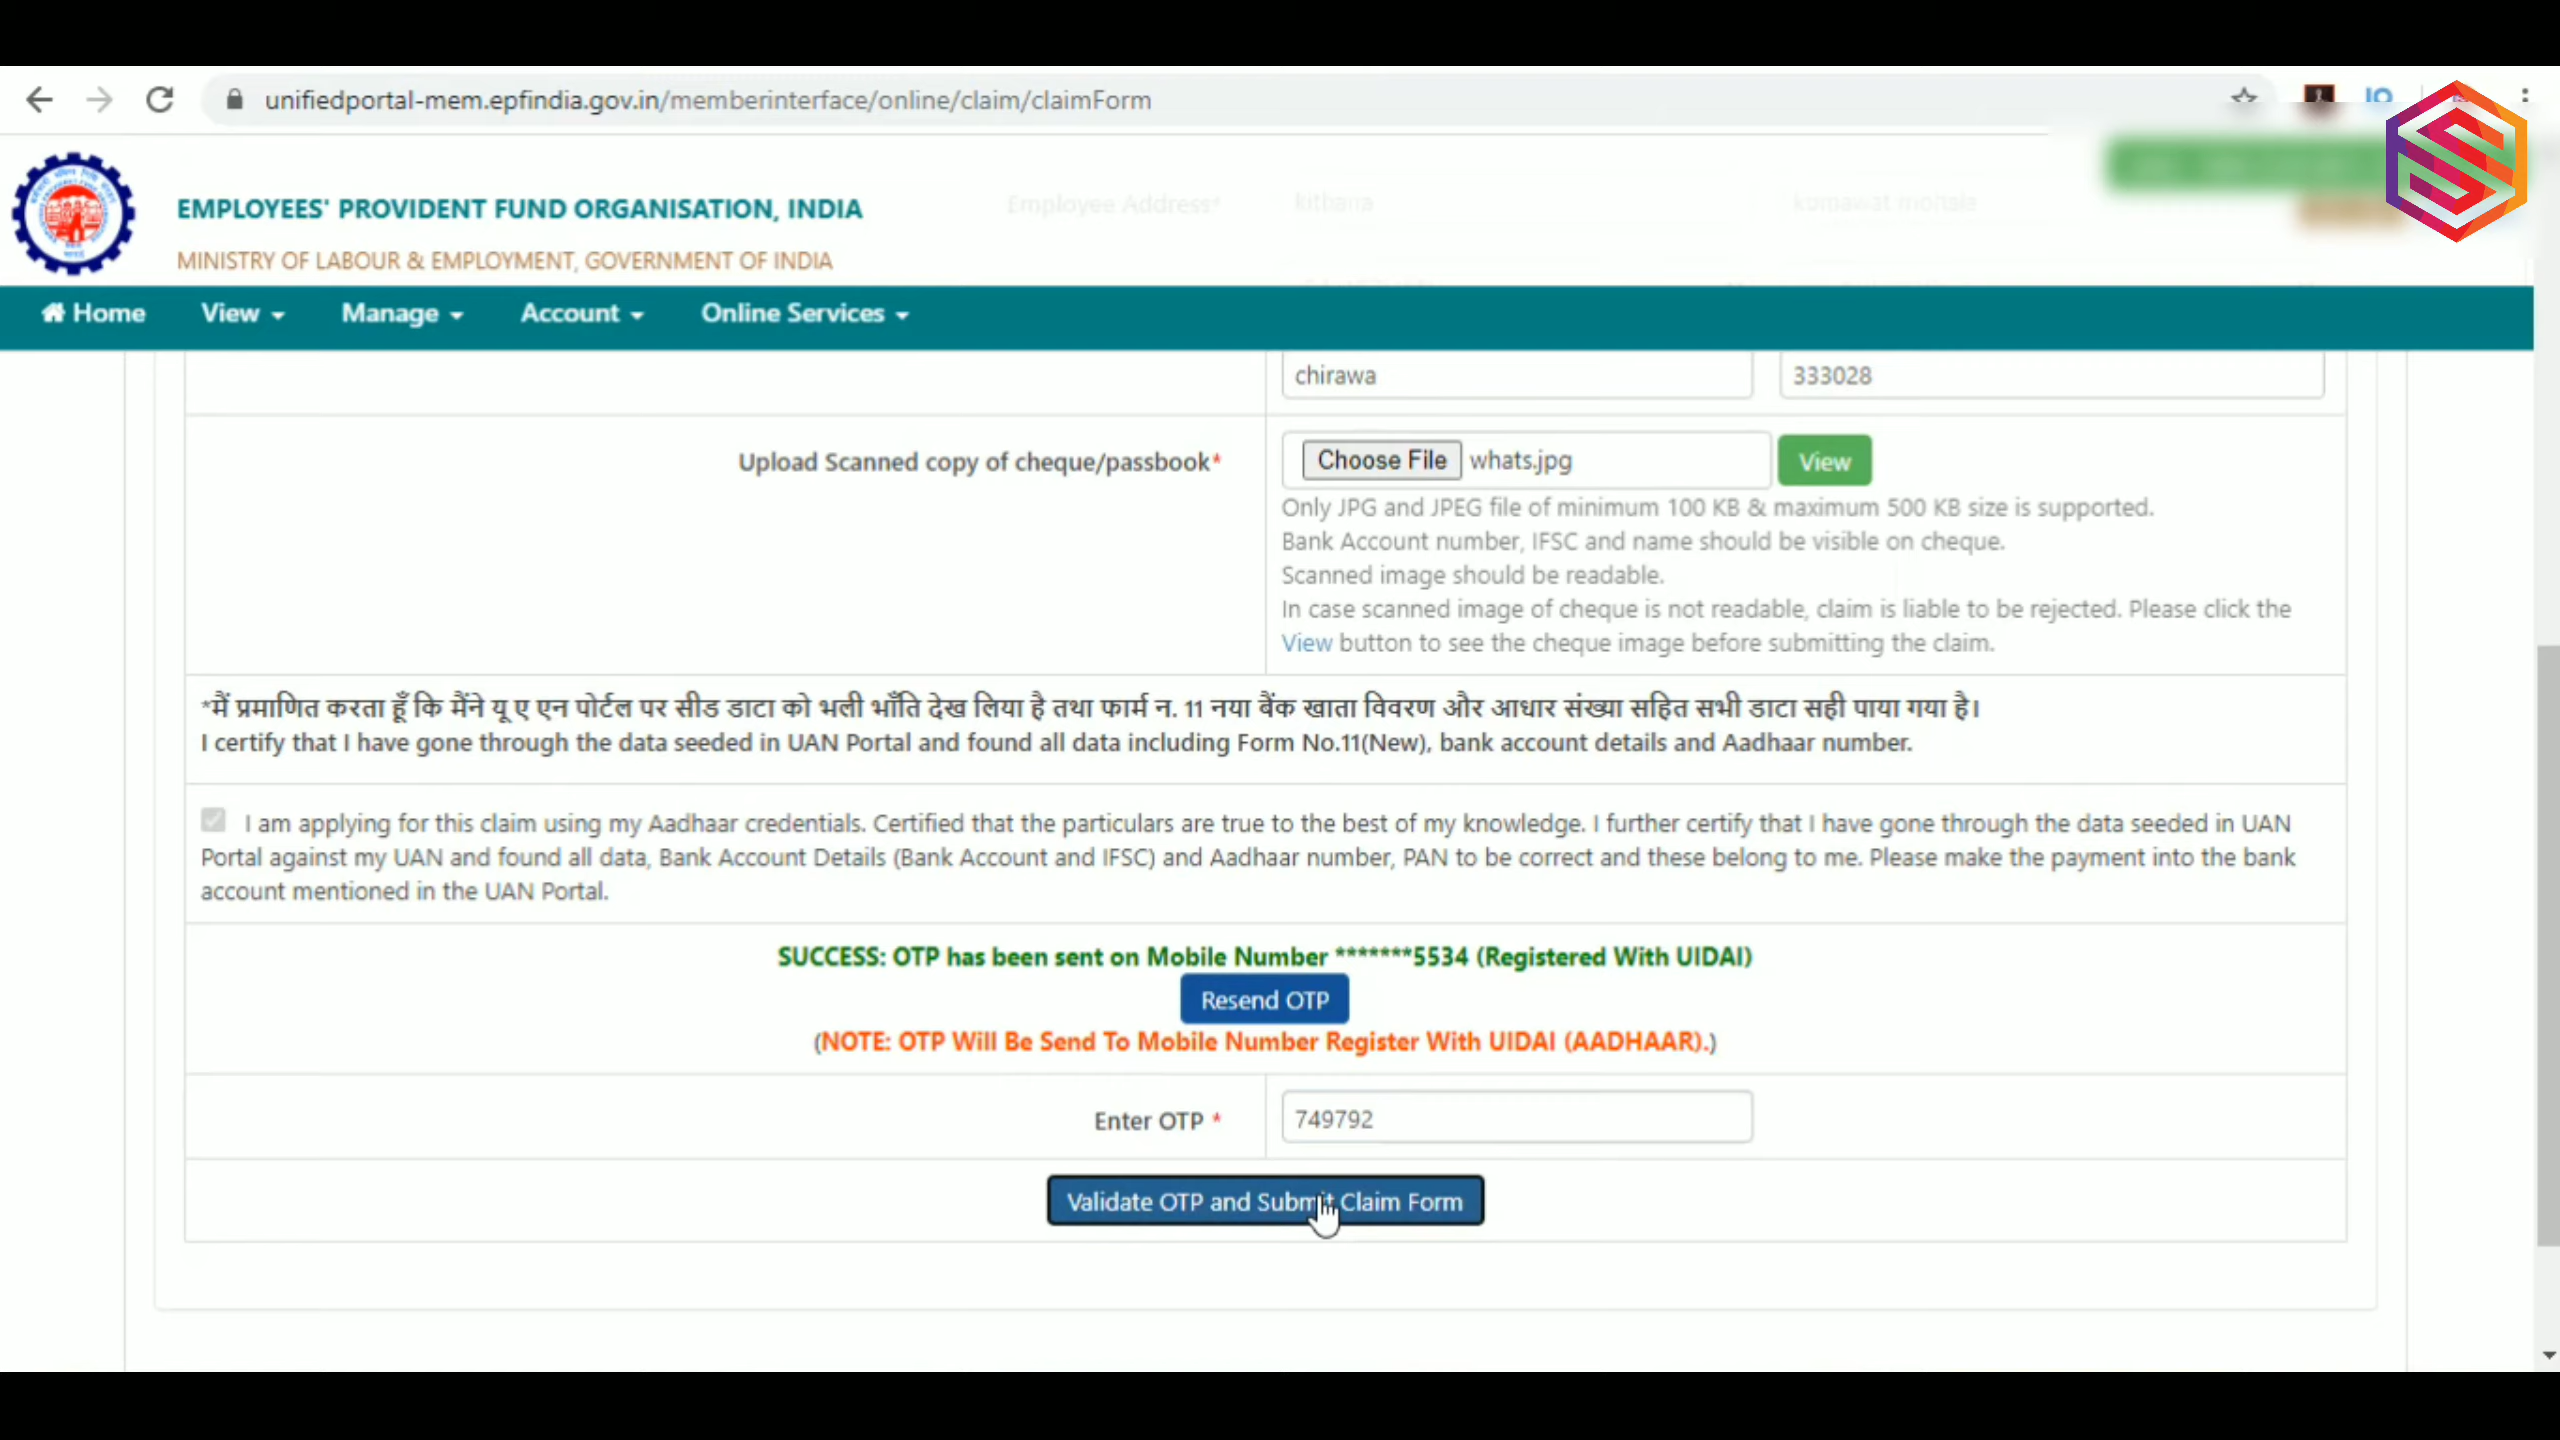 unifiedportal-mem.epfindia.gov.in/memberinterface/online/claim/claimForm
EMPLOYEES' PROVIDENT FUND ORGANISATION, INDIA
Employee Address* kithana
MINISTRY OF LABOUR & EMPLOYMENT, GOVERNMENT OF INDIA
Home View Manage Account Online Services
chirawa 333028
Upload Scanned copy of cheque/passbook* Choose File whats.jpg View
Only JPG and JPEG file of minimum 100 KB & maximum 500 KB size is supported.
Bank Account number, IFSC and name should be visible on cheque.
Scanned image should be readable.
In case scanned image of cheque is not readable, claim is liable to be rejected. Please click the
View button to see the cheque image before submitting the claim.
*मैं प्रमाणित करता हूँ कि मैंने यू ए एन पोर्टल पर सीड डाटा को भली भाँति देख लिया है तथा फार्म न. 11 नया बैंक खाता विवरण और आधार संख्या सहित सभी डाटा सही पाया गया है।
I certify that I have gone through the data seeded in UAN Portal and found all data including Form No.11(New), bank account details and Aadhaar number.
I am applying for this claim using my Aadhaar credentials. Certified that the particulars are true to the best of my knowledge. I further certify that I have gone through the data seeded in UAN
Portal against my UAN and found all data, Bank Account Details (Bank Account and IFSC) and Aadhaar number, PAN to be correct and these belong to me. Please make the payment into the bank
account mentioned in the UAN Portal.
SUCCESS: OTP has been sent on Mobile Number *******5534 (Registered With UIDAI)
Resend OTP
(NOTE: OTP Will Be Send To Mobile Number Register With UIDAI (AADHAAR).)
Enter OTP * 749792
Validate OTP and Submit Claim Form